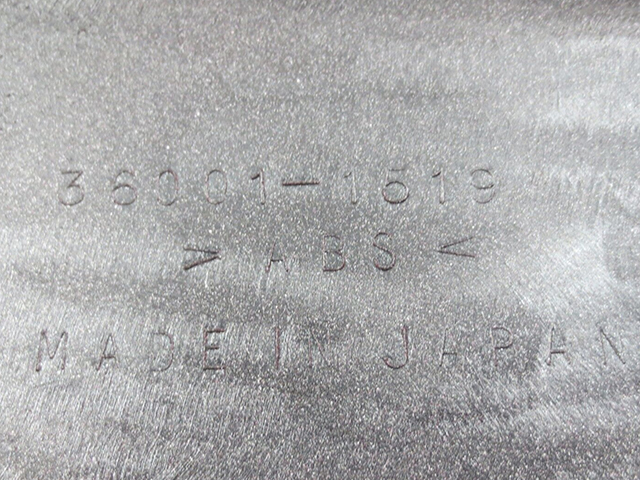 36001-1519
> ABS <
MADE IN JAPAN